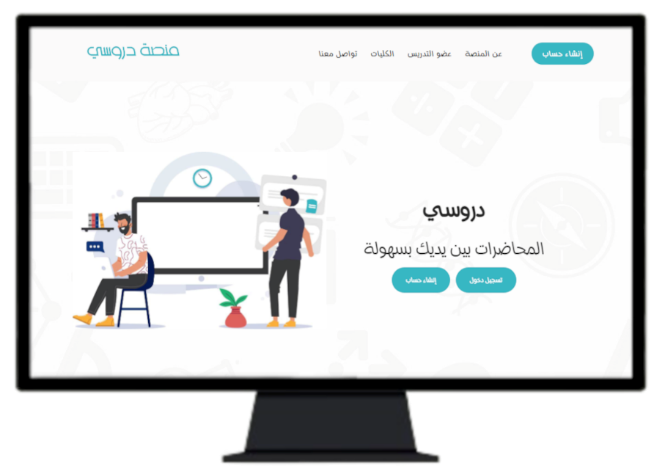 إنشاء حساب
عن المنصة
عضو التدريس
الكليات
تواصل معنا
منصة دروسي
دروسي
المحاضرات بين يديك بسهولة
تسجيل دخول
إنشاء حساب